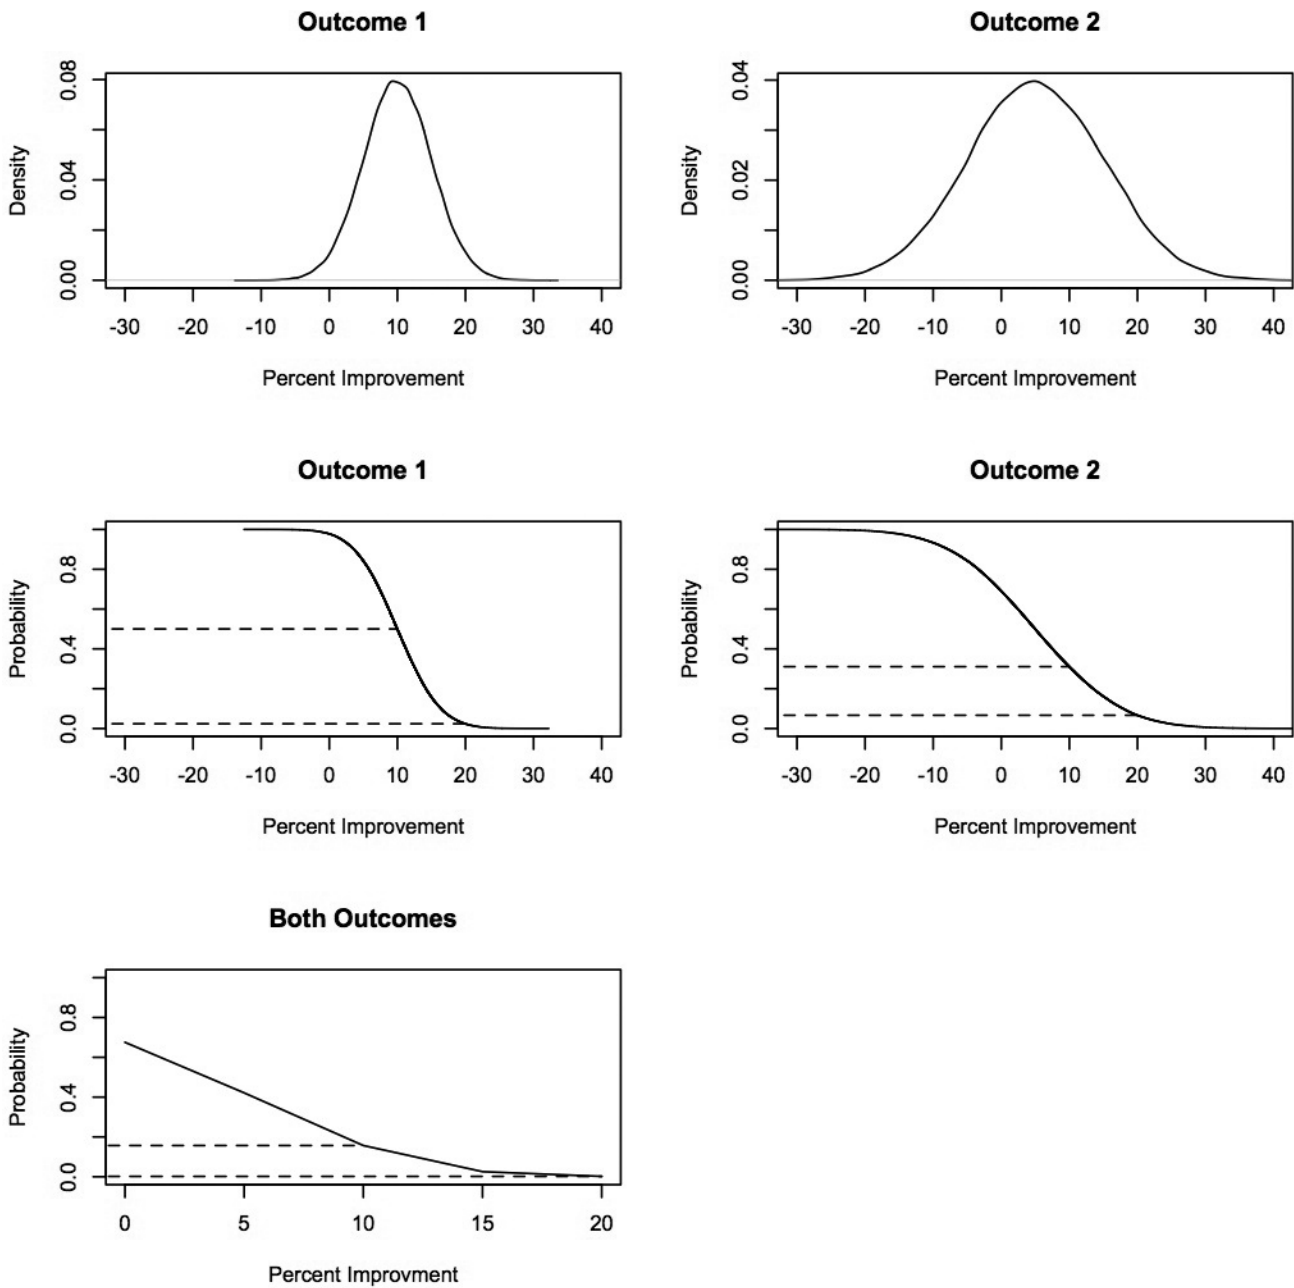 Outcome 1
Density
0.00 0.04 0.08
-30 -20 -10 0 10 20 30 40
Percent Improvement
Outcome 2
Density
0.00 0.02 0.04
-30 -20 -10 0 10 20 30 40
Percent Improvement
Outcome 1
Probability
0.0 0.4 0.8
-30 -20 -10 0 10 20 30 40
Percent Improvement
Outcome 2
Probability
0.0 0.4 0.8
-30 -20 -10 0 10 20 30 40
Percent Improvement
Both Outcomes
Probability
0.0 0.4 0.8
0 5 10 15 20
Percent Improvment